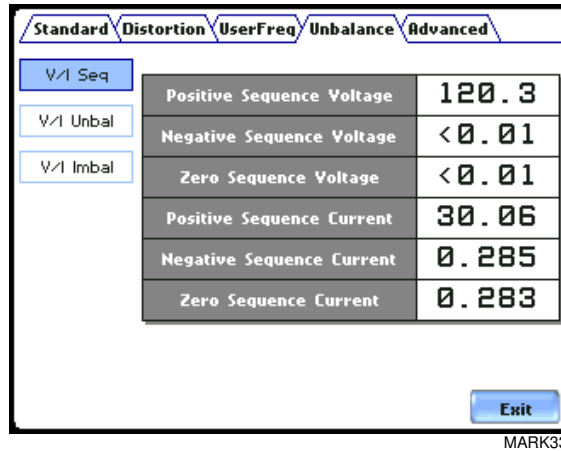 Standard Distortion UserFreq Unbalance Advanced
V/I Seq
V/I Unbal
V/I Imbal
Positive Sequence Voltage 120.3
Negative Sequence Voltage <0.01
Zero Sequence Voltage <0.01
Positive Sequence Current 30.06
Negative Sequence Current 0.285
Zero Sequence Current 0.283
Exit
MARK33